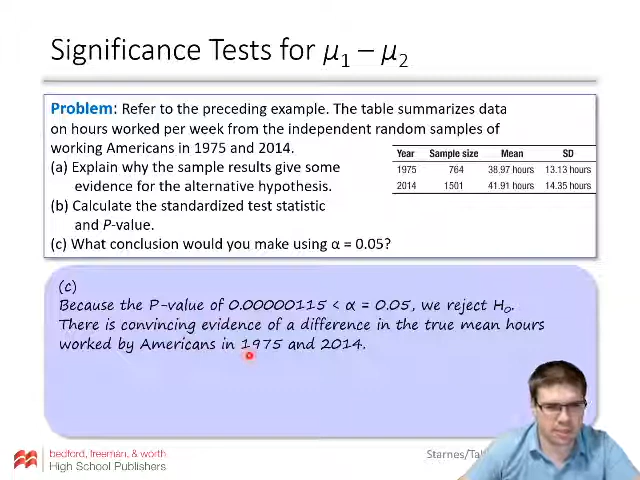 Significance Tests for μ₁ – μ₂
Problem: Refer to the preceding example. The table summarizes data
on hours worked per week from the independent random samples of
working Americans in 1975 and 2014.
(a) Explain why the sample results give some
evidence for the alternative hypothesis.
(b) Calculate the standardized test statistic
and P-value.
(c) What conclusion would you make using α = 0.05?
Year Sample size Mean SD
1975 764 38.97 hours 13.13 hours
2014 1501 41.91 hours 14.35 hours
(c)
Because the P-value of 0.00000115 < α = 0.05, we reject H₀.
There is convincing evidence of a difference in the true mean hours
worked by Americans in 1975 and 2014.
bedford, freeman, & worth
High School Publishers
Starnes/Tab